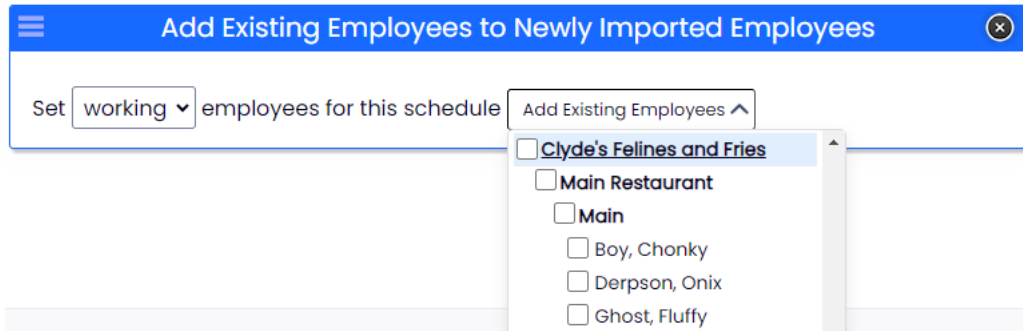 Add Existing Employees to Newly Imported Employees
Set working employees for this schedule Add Existing Employees
Clyde's Felines and Fries
Main Restaurant
Main
Boy, Chonky
Derpson, Onix
Ghost, Fluffy